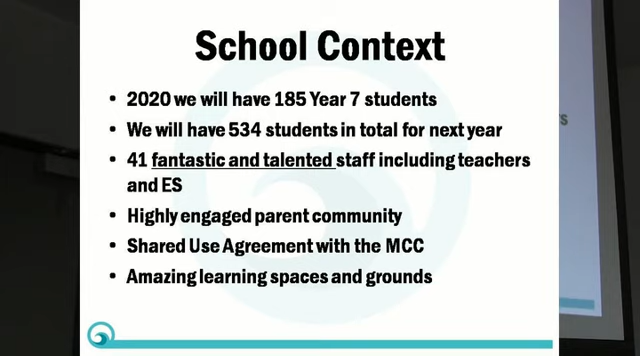 School Context
• 2020 we will have 185 Year 7 students
• We will have 534 students in total for next year
• 41 fantastic and talented staff including teachers
and ES
• Highly engaged parent community
• Shared Use Agreement with the MCC
• Amazing learning spaces and grounds